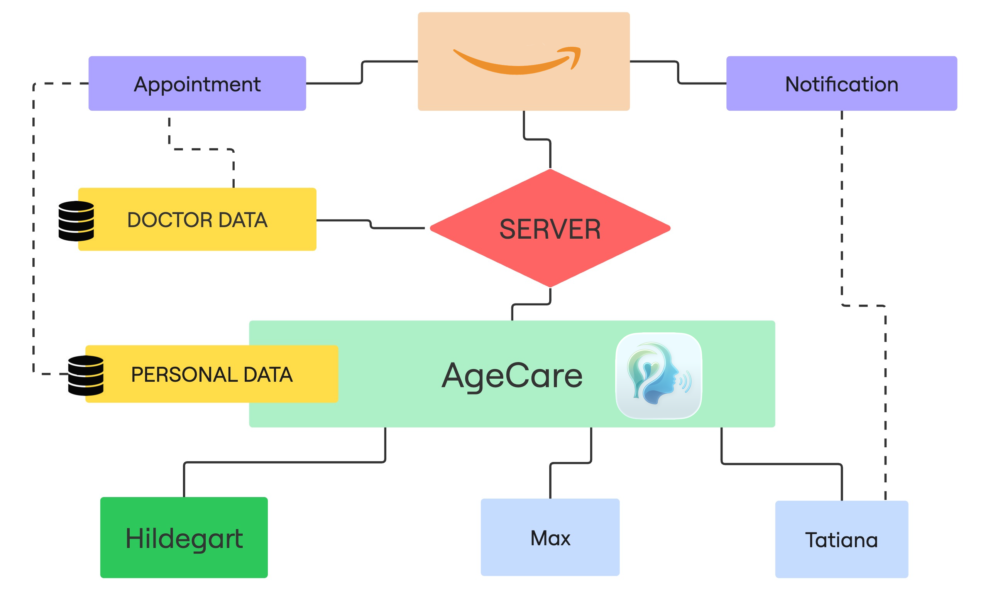 Appointment
Notification
DOCTOR DATA
SERVER
PERSONAL DATA
AgeCare
Hildegart
Max
Tatiana